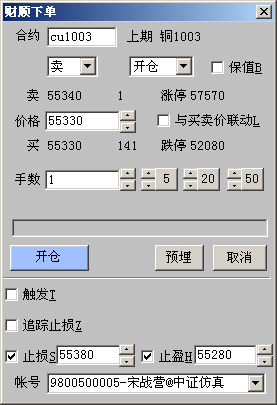 财顺下单
合约 cu1003 上期 铜1003
卖 开仓 保值B
卖 55340 1 涨停 57570
价格 55330 与买卖价联动L
买 55330 141 跌停 52080
手数 1 5 20 50
开仓 预埋 取消
触发T
追踪止损Z
止损S 55380 止盈H 55280
帐号 9800500005-宋战营@中证仿真